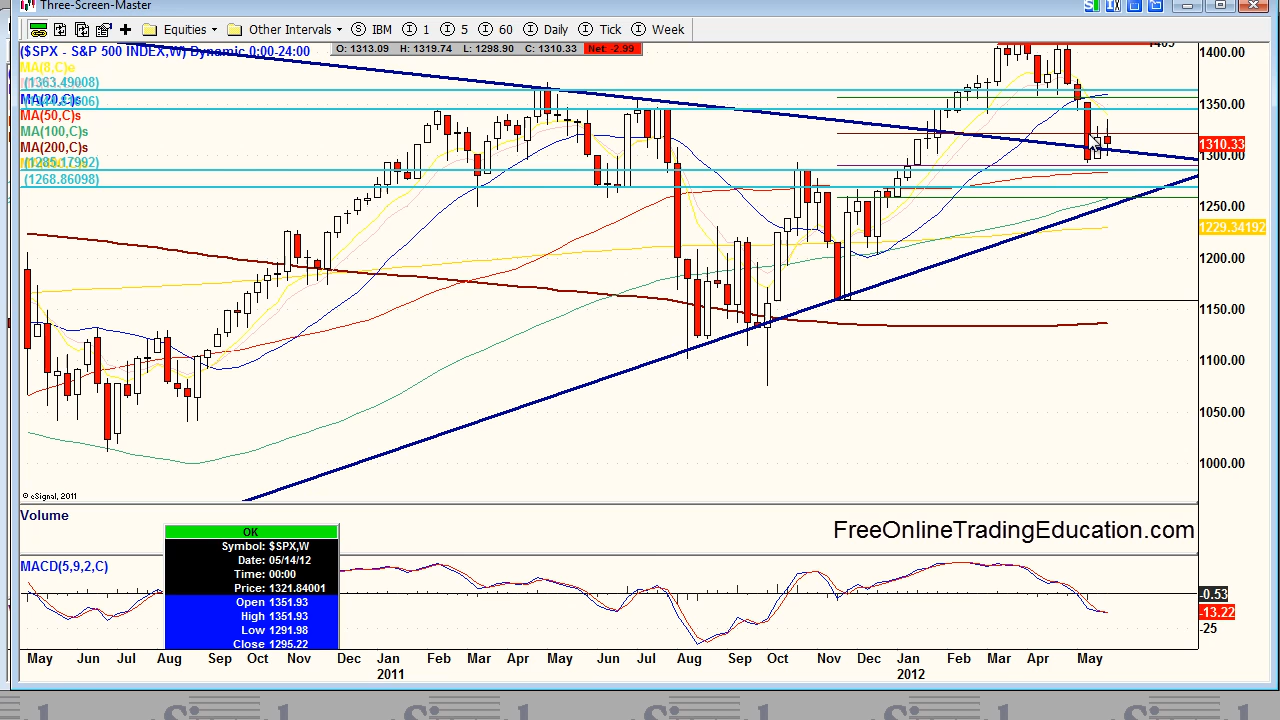 Three-Screen-Master
Equities Other Intervals S IBM I 1 I 5 I 60 I Daily I Tick I Week
($SPX - S&P 500 INDEX,W) Dynamic,0:00-24:00
O: 1313.09 H: 1319.74 L: 1298.90 C: 1310.33 Net: -2.99
MA(8,C)e
(1363.49008)
MA(20,C)s
MA(50,C)s
MA(100,C)s
MA(200,C)s
(1285.17992)
(1268.86098)
1400.00
1350.00
1310.33
1300.00
1250.00
1229.34192
1200.00
1150.00
1100.00
1050.00
1000.00
© eSignal, 2011
Volume
FreeOnlineTradingEducation.com
OK
Symbol: $SPX,W
Date: 05/14/12
Time: 00:00
Price: 1321.84001
Open 1351.93
High 1351.93
Low 1291.98
Close 1295.22
MACD(5,9,2,C)
-0.53
-13.22
-25
May Jun Jul Aug Sep Oct Nov Dec Jan Feb Mar Apr May Jun Jul Aug Sep Oct Nov Dec Jan Feb Mar Apr May
2011 2012